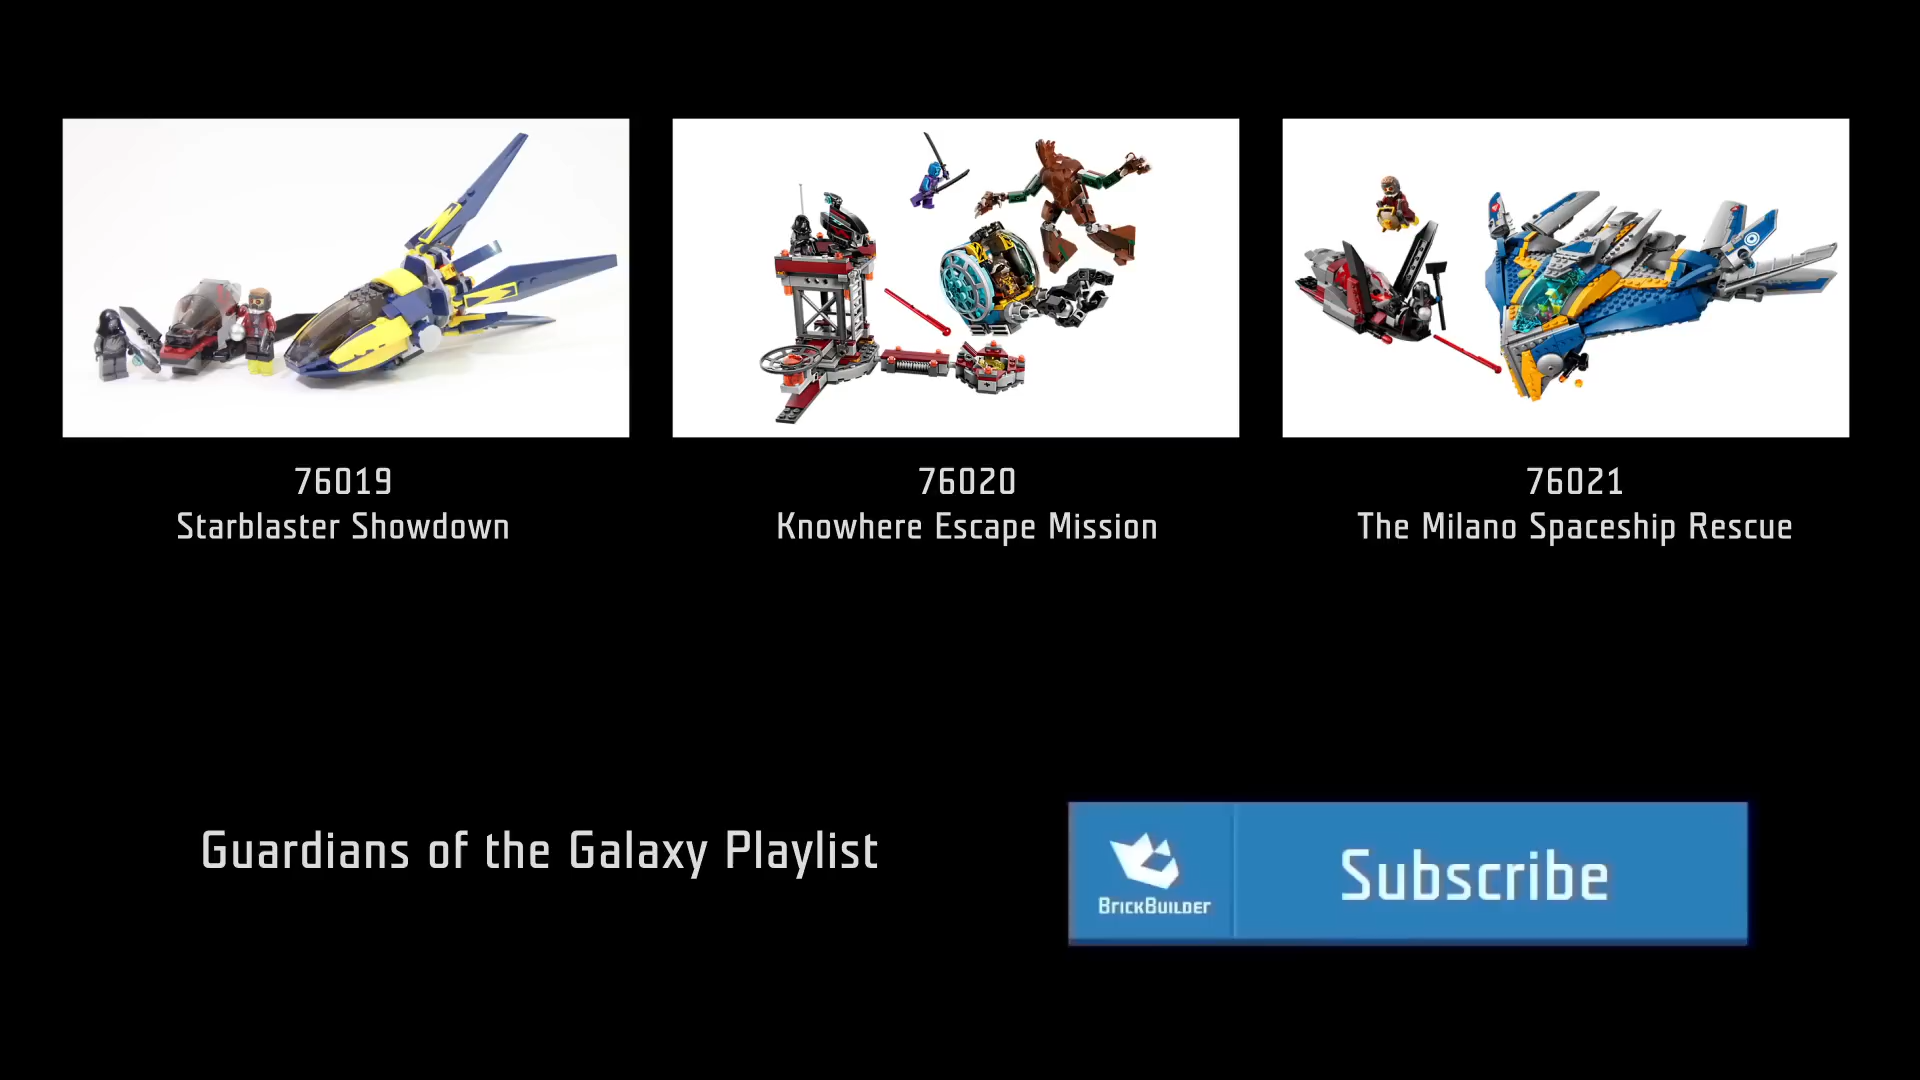 76019
Starblaster Showdown
76020
Knowhere Escape Mission
76021
The Milano Spaceship Rescue
Guardians of the Galaxy Playlist
BrickBuilder
Subscribe